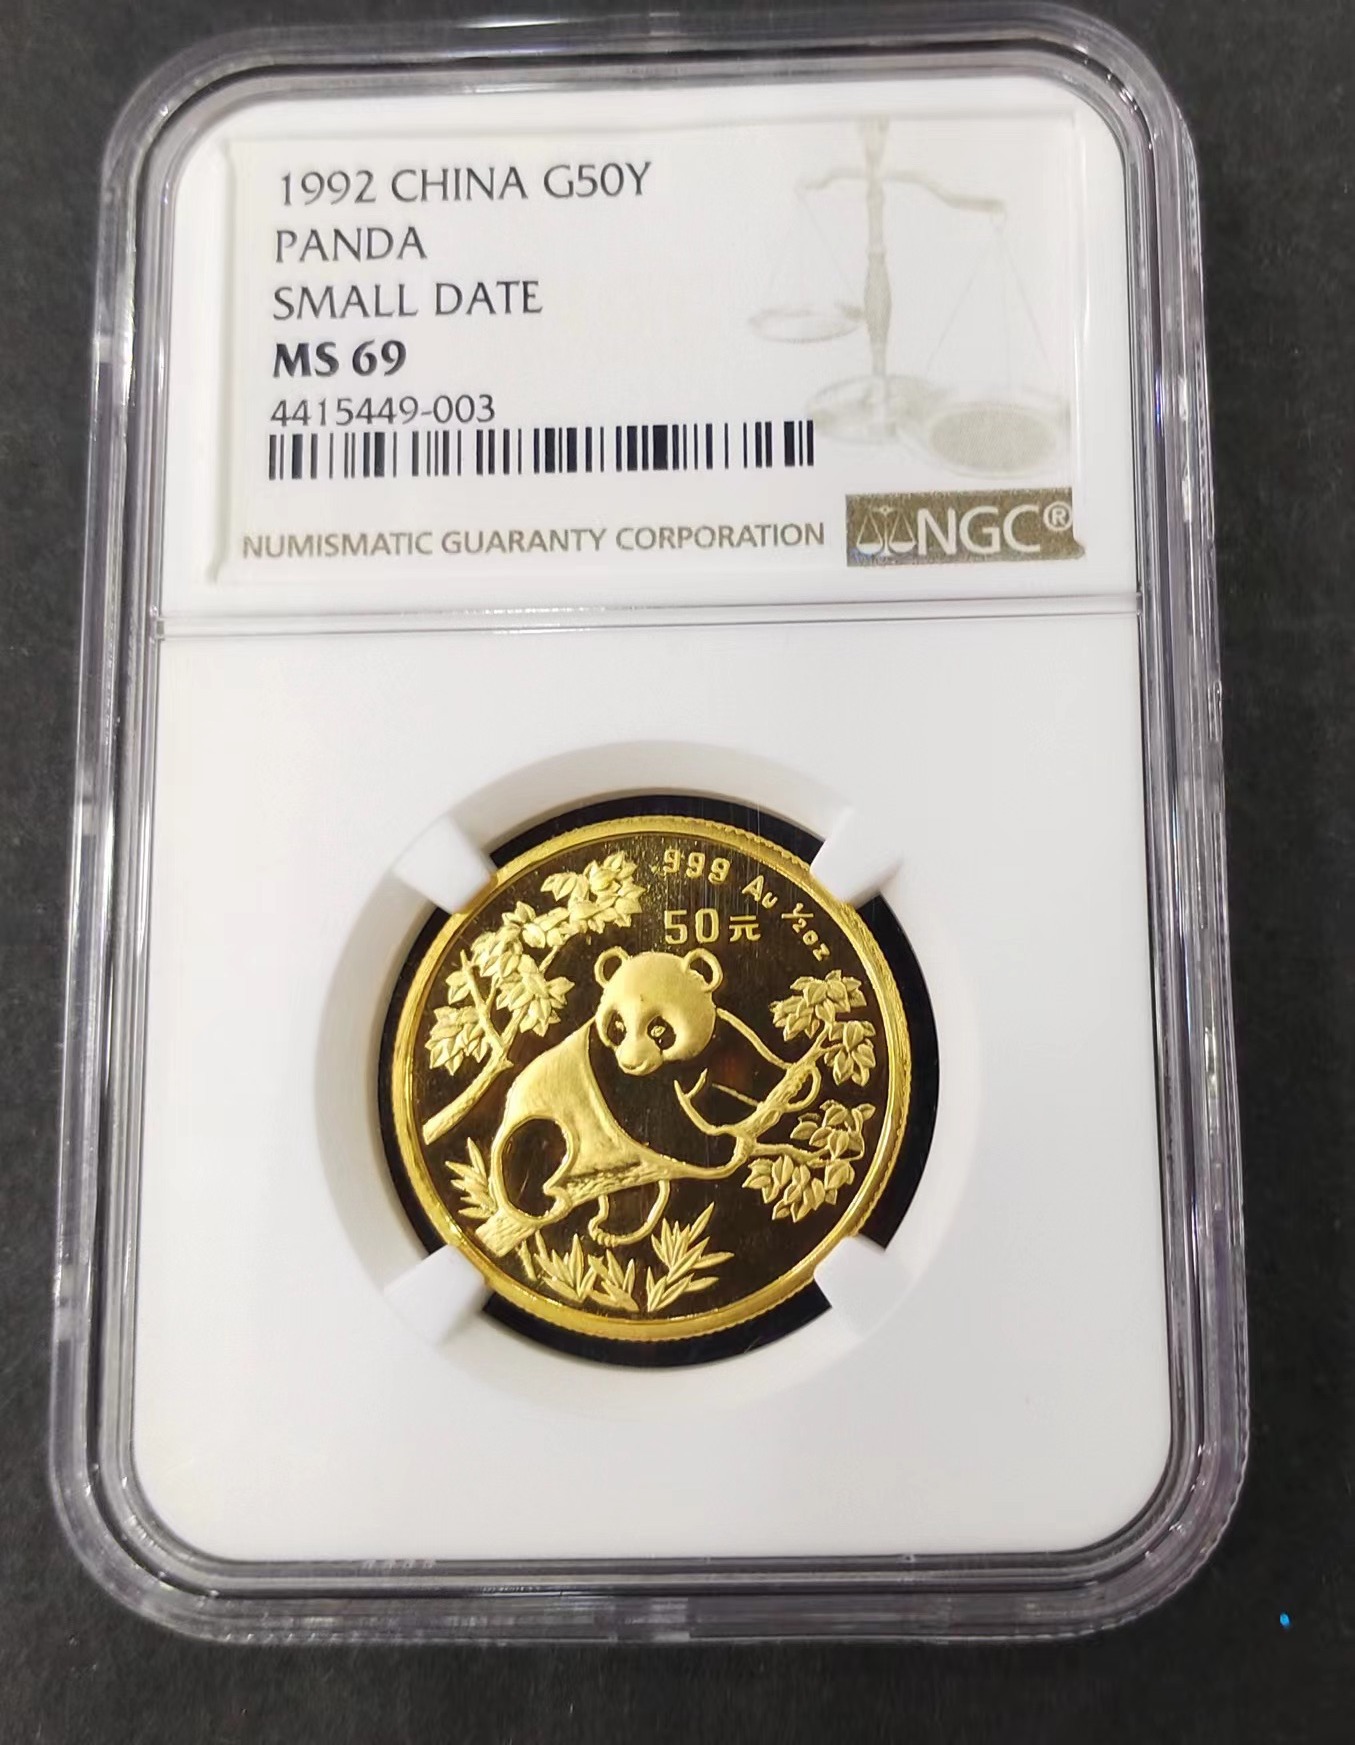 1992 CHINA G50Y
PANDA
SMALL DATE
MS 69
4415449-003
NUMISMATIC GUARANTY CORPORATION
NGC®
999 Au ½oz
50元